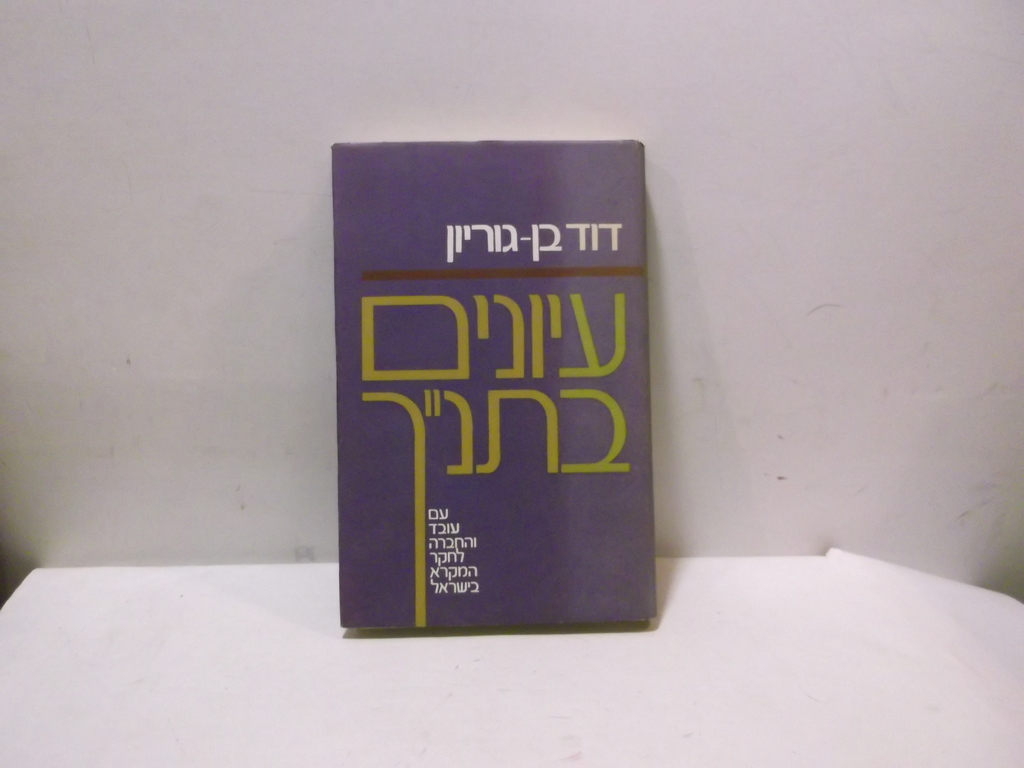 דוד בן-גוריון
עיונים
בתנ"ך
עם
עובד
והחברה
לחקר
המקרא
בישראל